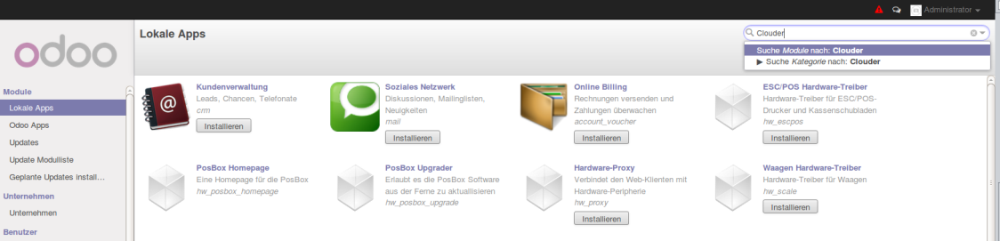 Administrator
odoo
Lokale Apps
Clouder
Suche Module nach: Clouder
▶ Suche Kategorie nach: Clouder
Module
Lokale Apps
Odoo Apps
Updates
Update Modulliste
Geplante Updates install...
Unternehmen
Unternehmen
Benutzer
Kundenverwaltung
Leads, Chancen, Telefonate
crm
Installieren
Soziales Netzwerk
Diskussionen, Mailinglisten,
Neuigkeiten
mail
Installieren
Online Billing
Rechnungen versenden und
Zahlungen überwachen
account_voucher
Installieren
ESC/POS Hardware-Treiber
Hardware-Treiber für ESC/POS-
Drucker und Kassenschubladen
hw_escpos
Installieren
PosBox Homepage
Eine Homepage für die PosBox
hw_posbox_homepage
PosBox Upgrader
Erlaubt es die PosBox Software
aus der Ferne zu aktuallisieren
hw_posbox_upgrade
Hardware-Proxy
Verbindet den Web-Klienten mit
Hardware-Peripherie
hw_proxy
Installieren
Waagen Hardware-Treiber
Hardware-Treiber für Waagen
hw_scale
Installieren